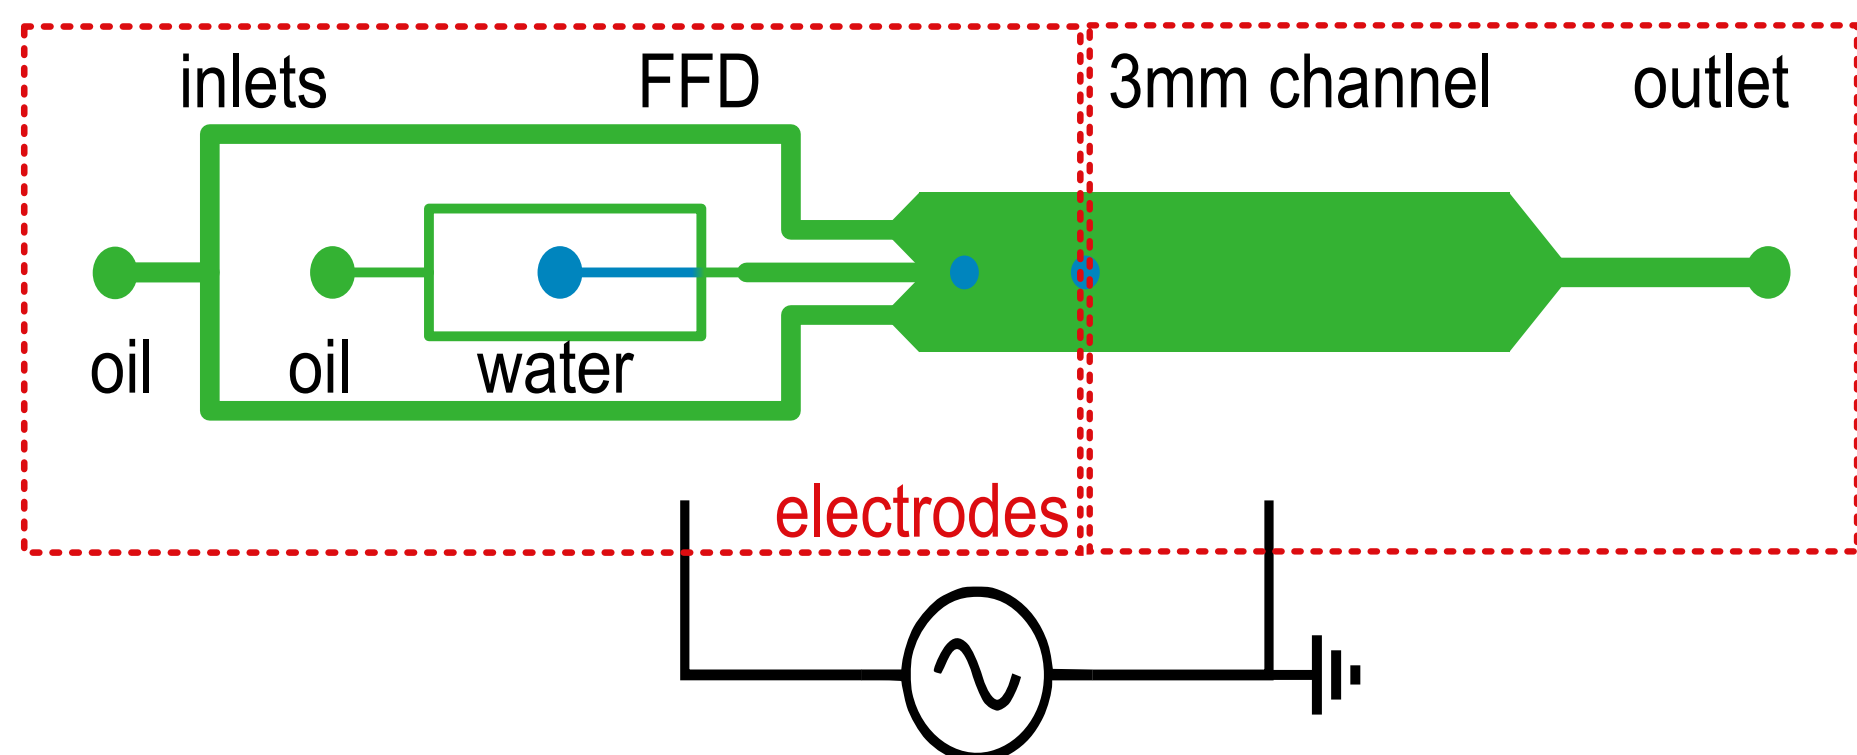 inlets
FFD
3mm channel
outlet
oil
oil
water
electrodes